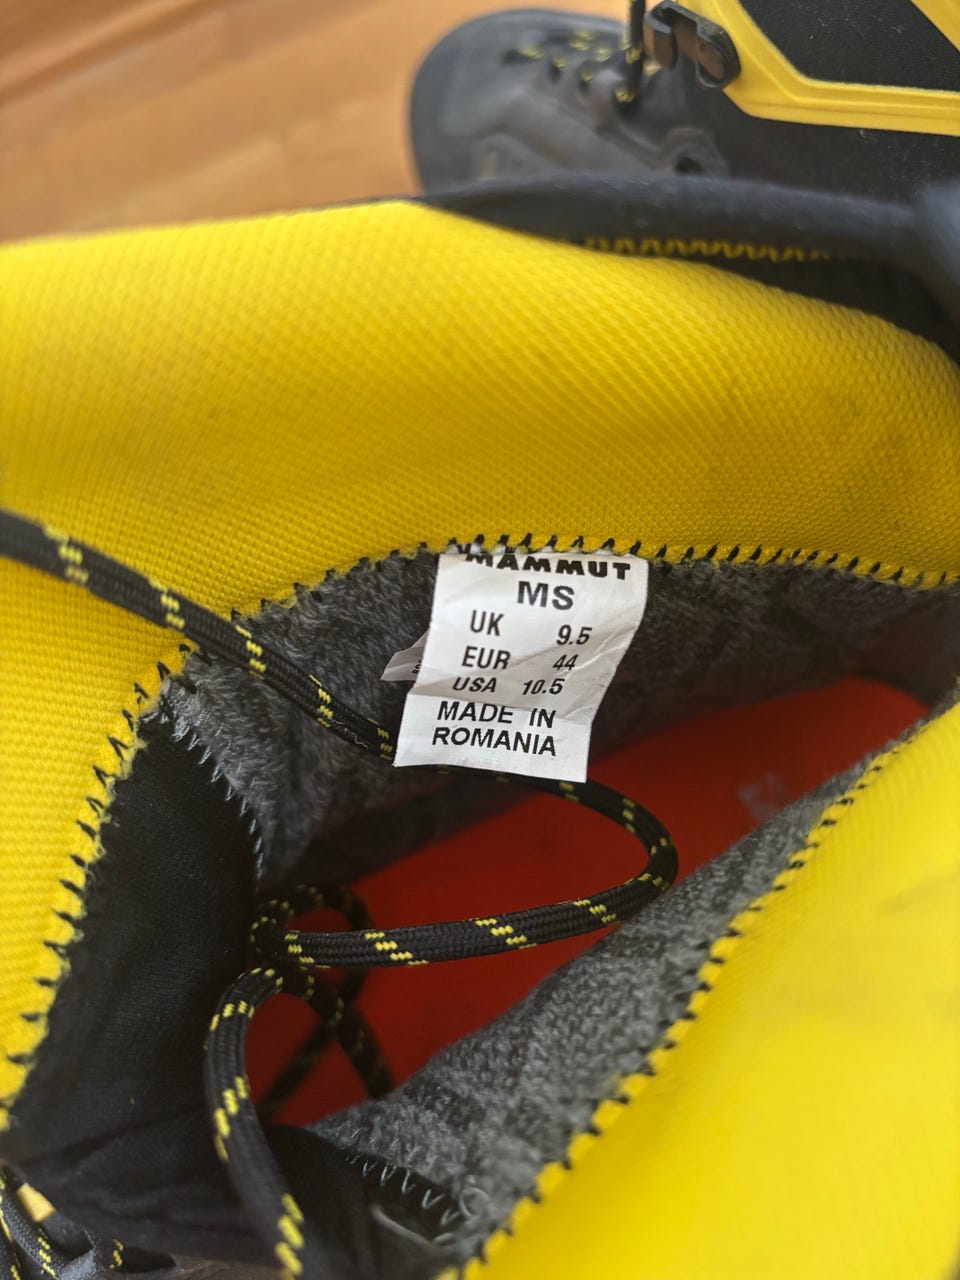 MAMMUT
MS
UK 9.5
EUR 44
USA 10.5
MADE IN
ROMANIA